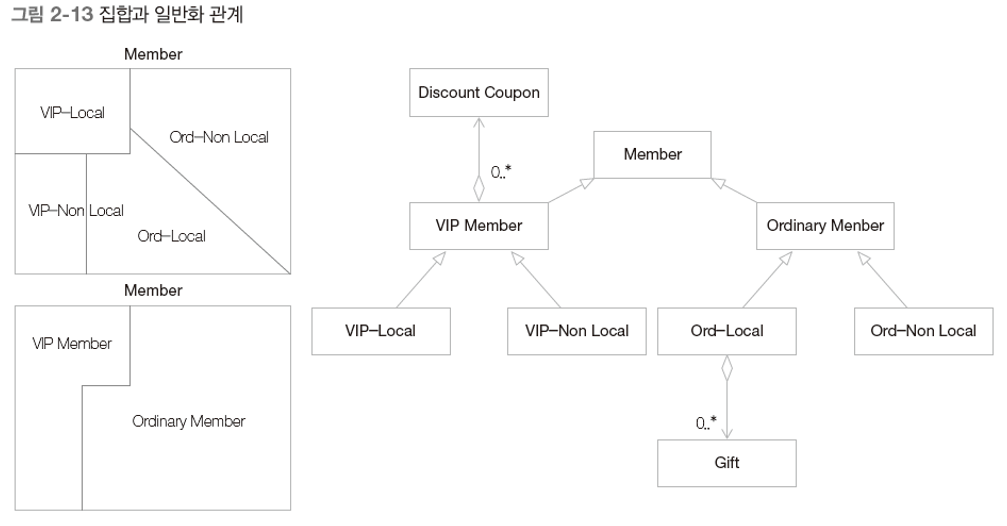 그림 2-13 집합과 일반화 관계
Member
VIP-Local
Ord-Non Local
VIP-Non Local
Ord-Local
Member
VIP Member
Ordinary Member
Discount Coupon
0..*
Member
VIP Member
Ordinary Menber
VIP-Local
VIP-Non Local
Ord-Local
Ord-Non Local
0..*
Gift